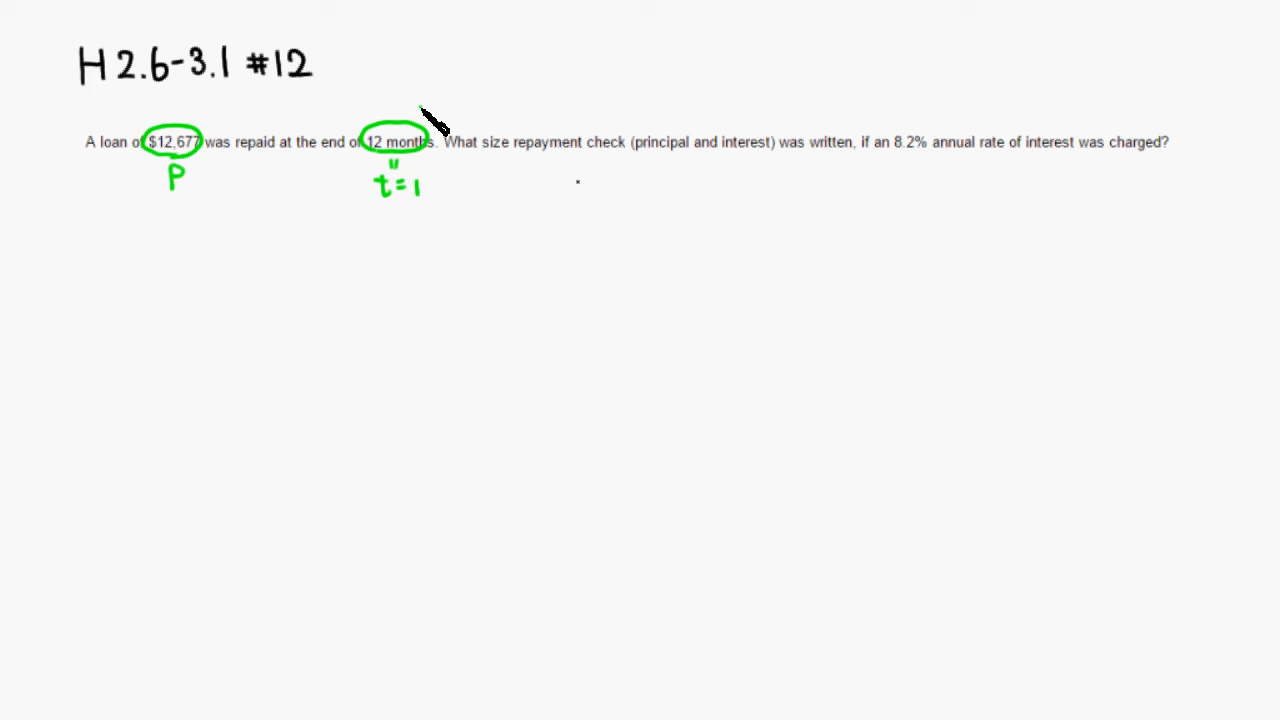 H 2.6-3.1 #12
A loan of $12,677 was repaid at the end of 12 months. What size repayment check (principal and interest) was written, if an 8.2% annual rate of interest was charged?
P
"
t = 1